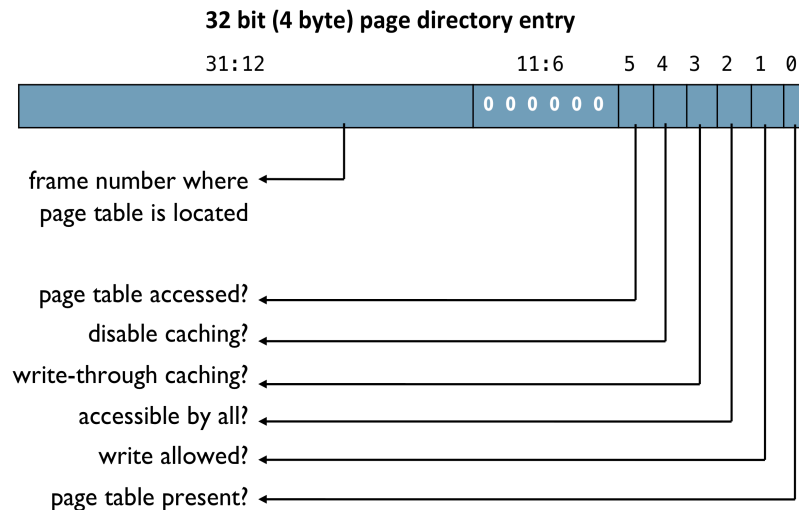 32 bit (4 byte) page directory entry
31:12 11:6 5 4 3 2 1 0
0 0 0 0 0 0
frame number where
page table is located
page table accessed?
disable caching?
write-through caching?
accessible by all?
write allowed?
page table present?